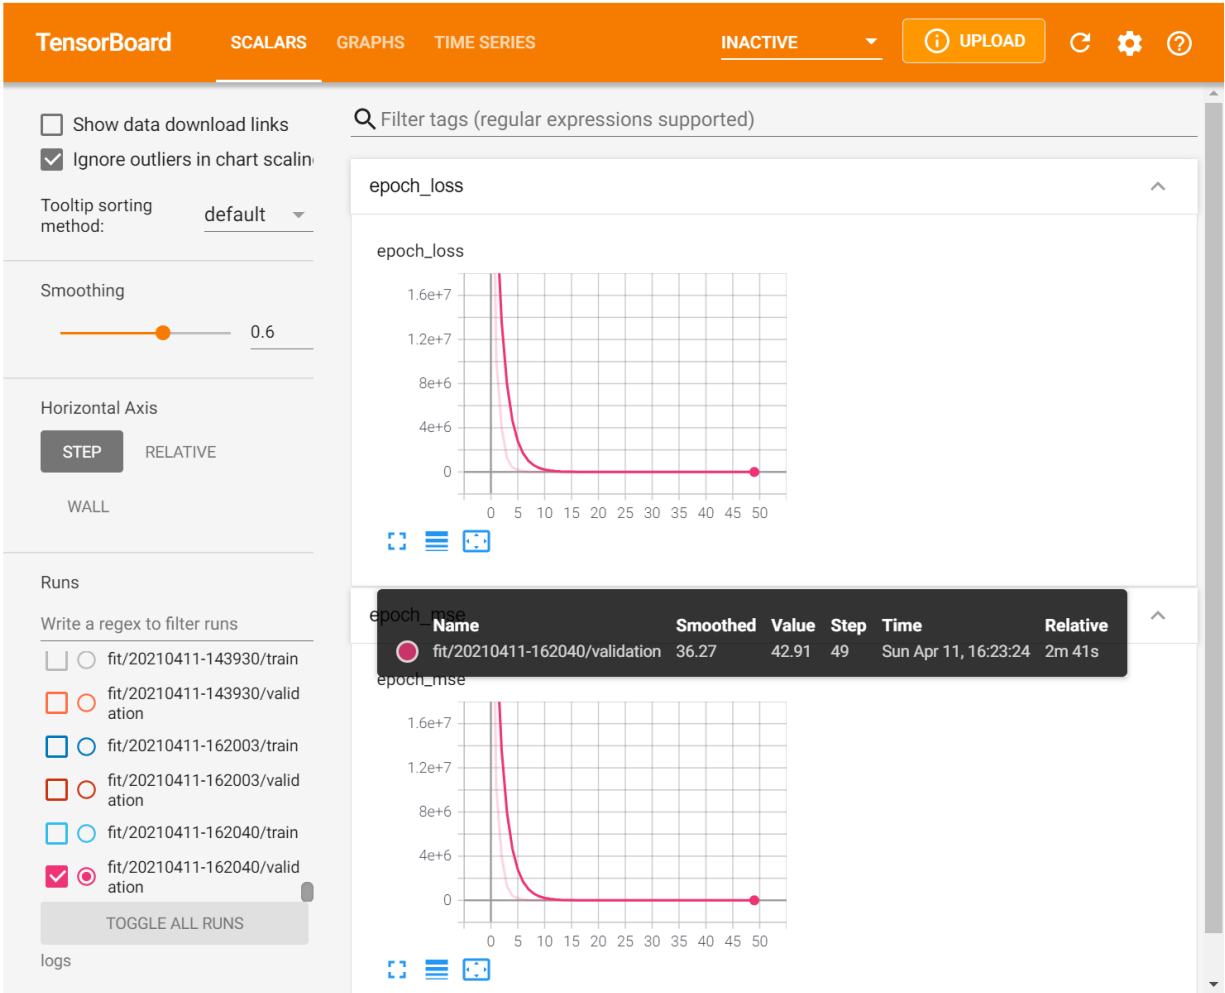 TensorBoard SCALARS GRAPHS TIME SERIES INACTIVE UPLOAD
Show data download links
Ignore outliers in chart scalin
Tooltip sorting
method:
default
Smoothing
0.6
Horizontal Axis
STEP RELATIVE
WALL
Runs
Write a regex to filter runs
fit/20210411-143930/train
fit/20210411-143930/valid
ation
fit/20210411-162003/train
fit/20210411-162003/valid
ation
fit/20210411-162040/train
fit/20210411-162040/valid
ation
TOGGLE ALL RUNS
logs
Filter tags (regular expressions supported)
epoch_loss
epoch_loss
1.6e+7
1.2e+7
8e+6
4e+6
0
0 5 10 15 20 25 30 35 40 45 50
epoch_mse
Name Smoothed Value Step Time Relative
fit/20210411-162040/validation 36.27 42.91 49 Sun Apr 11, 16:23:24 2m 41s
epoch_mse
1.6e+7
1.2e+7
8e+6
4e+6
0
0 5 10 15 20 25 30 35 40 45 50